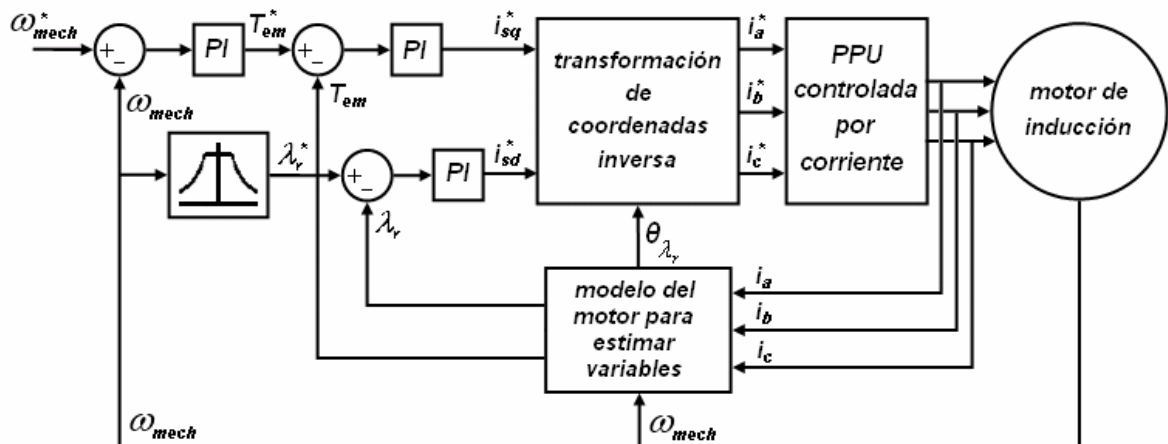 ω*mech
+
−
PI
T*em
+
−
PI
i*sq
transformación
de
coordenadas
inversa
i*a
i*b
i*c
PPU
controlada
por
corriente
motor de
inducción
ωmech
Tem
λ*r
+
−
PI
i*sd
λr
θλr
modelo del
motor para
estimar
variables
ia
ib
ic
ωmech
ωmech